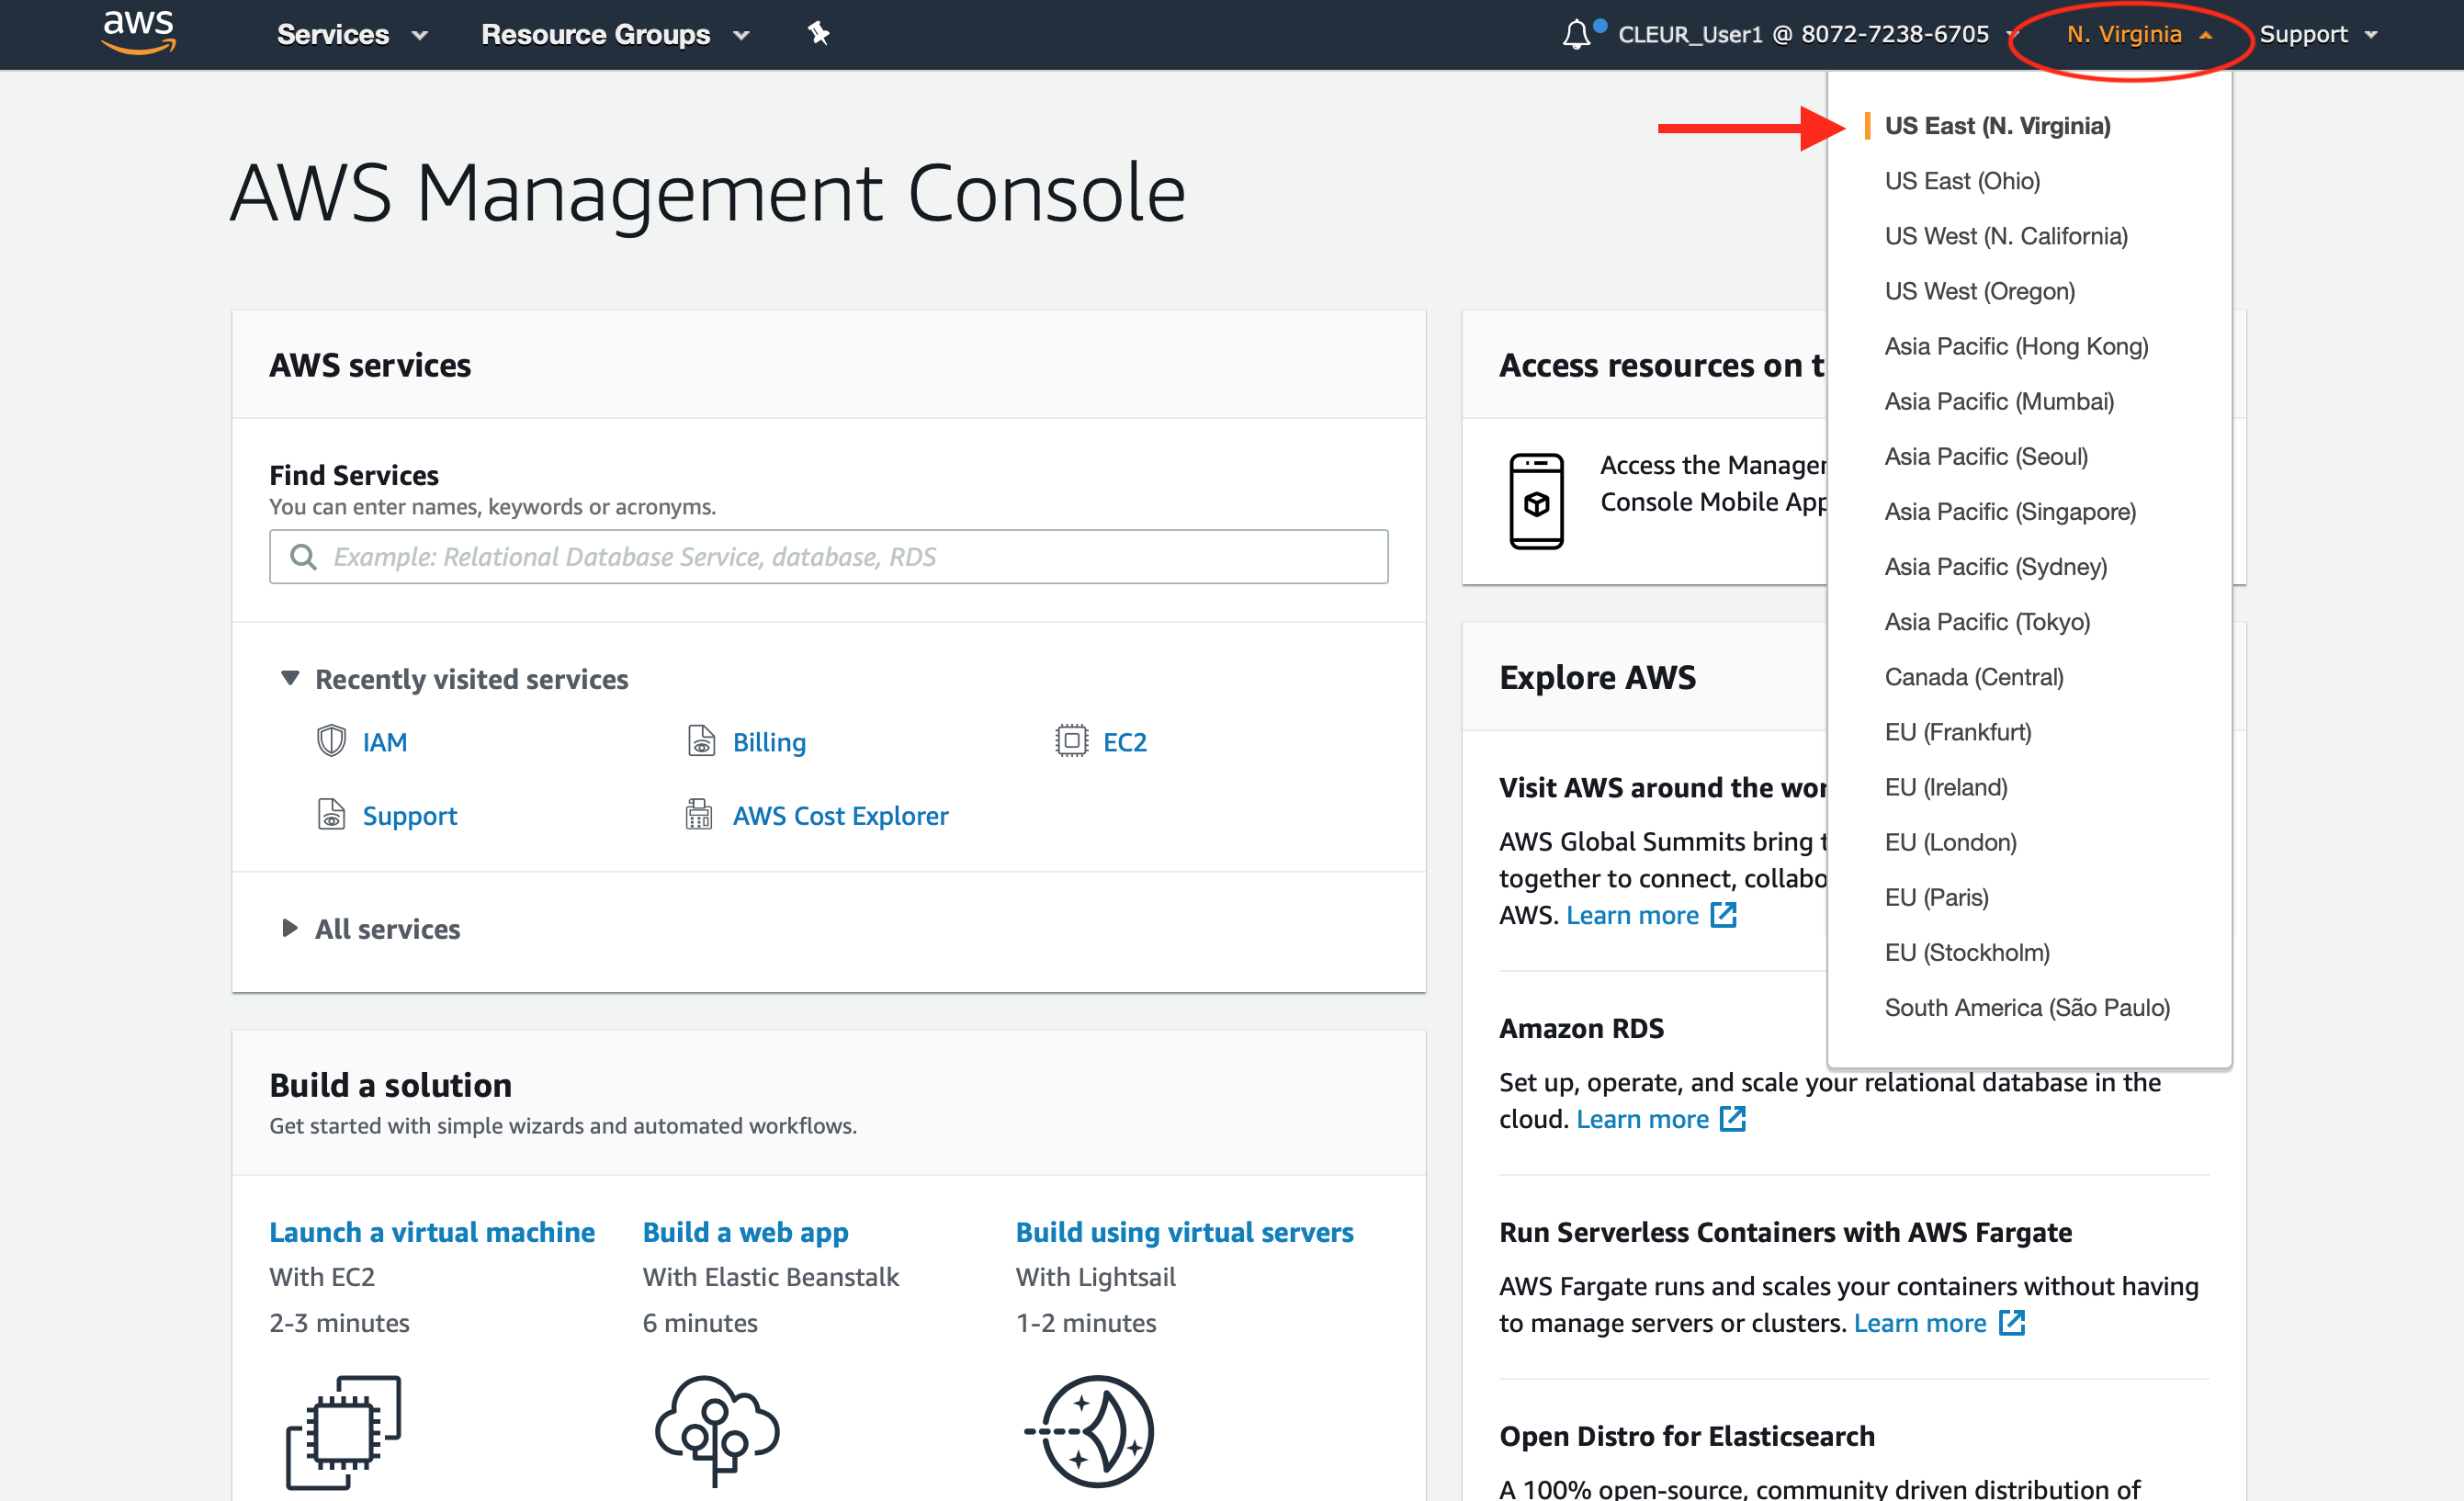 aws Services Resource Groups CLEUR_User1 @ 8072-7238-6705 N. Virginia Support
US East (N. Virginia)
US East (Ohio)
US West (N. California)
US West (Oregon)
Asia Pacific (Hong Kong)
Asia Pacific (Mumbai)
Asia Pacific (Seoul)
Asia Pacific (Singapore)
Asia Pacific (Sydney)
Asia Pacific (Tokyo)
Canada (Central)
EU (Frankfurt)
EU (Ireland)
EU (London)
EU (Paris)
EU (Stockholm)
South America (São Paulo)
AWS Management Console
AWS services
Find Services
You can enter names, keywords or acronyms.
Example: Relational Database Service, database, RDS
Recently visited services
IAM Billing EC2
Support AWS Cost Explorer
All services
Build a solution
Get started with simple wizards and automated workflows.
Launch a virtual machine
With EC2
2-3 minutes
Build a web app
With Elastic Beanstalk
6 minutes
Build using virtual servers
With Lightsail
1-2 minutes
Access resources on t
Access the Manager
Console Mobile App
Explore AWS
Visit AWS around the wor
AWS Global Summits bring t
together to connect, collabo
AWS. Learn more
Amazon RDS
Set up, operate, and scale your relational database in the
cloud. Learn more
Run Serverless Containers with AWS Fargate
AWS Fargate runs and scales your containers without having
to manage servers or clusters. Learn more
Open Distro for Elasticsearch
A 100% open-source, community driven distribution of